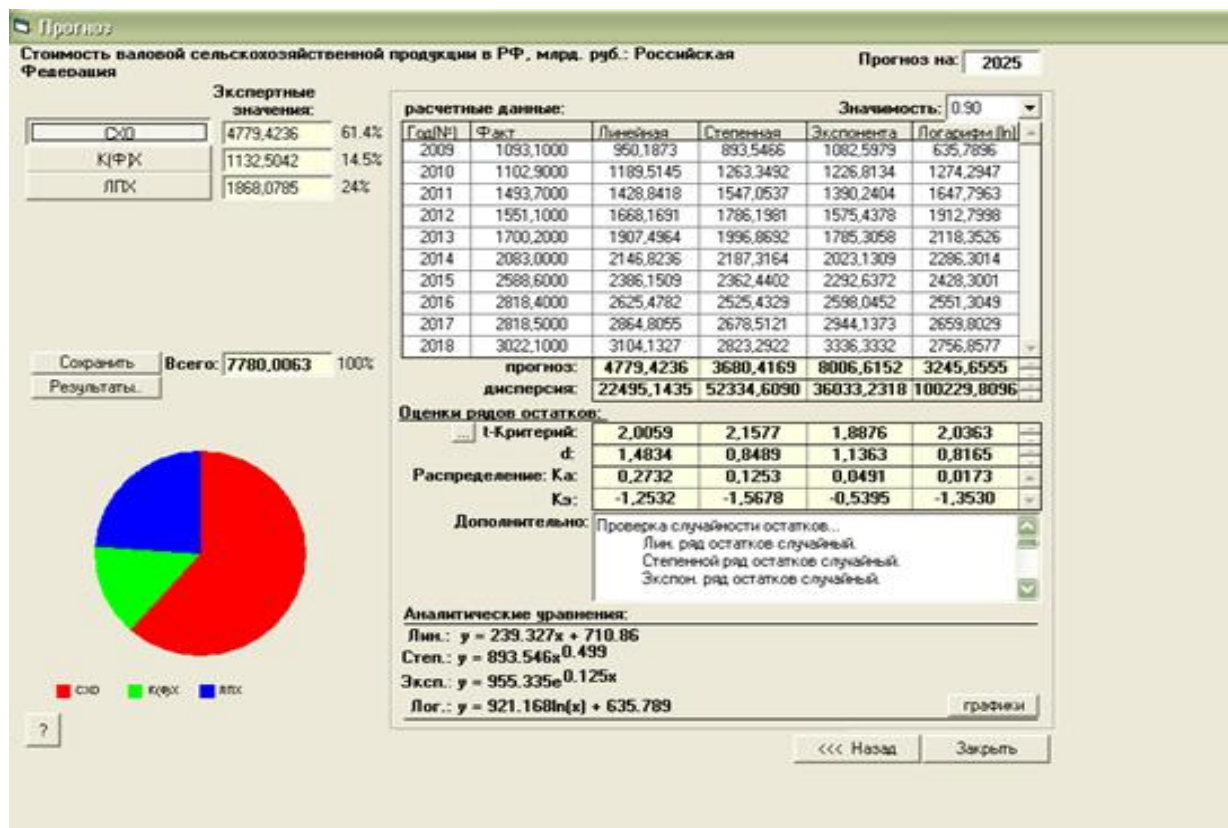 Прогноз
Стоимость валовой сельскохозяйственной продукции в РФ, млрд. руб.: Российская
Федерация
Прогноз на: 2025
Экспертные
значения:
СХО 4779,4236 61.4%
К(Ф)Х 1132,5042 14.5%
ЛПХ 1868,0785 24%
расчетные данные: Значимость: 0.90
Год(№) Факт Линейная Степенная Экспонента Логарифм (ln)
2009 1093,1000 950,1873 893,5466 1082,5979 635,7896
2010 1102,9000 1189,5145 1263,3492 1226,8134 1274,2947
2011 1493,7000 1428,8418 1547,0537 1390,2404 1647,7963
2012 1551,1000 1668,1691 1786,1981 1575,4378 1912,7998
2013 1700,2000 1907,4964 1996,8692 1785,3058 2118,3526
2014 2083,0000 2146,8236 2187,3164 2023,1309 2286,3014
2015 2588,6000 2386,1509 2362,4402 2292,6372 2428,3001
2016 2818,4000 2625,4782 2525,4329 2598,0452 2551,3049
2017 2818,5000 2864,8055 2678,5121 2944,1373 2659,8029
2018 3022,1000 3104,1327 2823,2922 3336,3332 2756,8577
прогноз: 4779,4236 3680,4169 8006,6152 3245,6555
дисперсия: 22495,1435 52334,6090 36033,2318 100229,8096
Сохранить Всего: 7780,0063 100%
Результаты..
Оценки рядов остатков:
... t-Критерий: 2,0059 2,1577 1,8876 2,0363
d: 1,4834 0,8489 1,1363 0,8165
Распределение: Ка: 0,2732 0,1253 0,0491 0,0173
Кэ: -1,2532 -1,5678 -0,5395 -1,3530
Дополнительно: Проверка случайности остатков...
Лин. ряд остатков случайный.
Степенной ряд остатков случайный.
Экспон. ряд остатков случайный.
Аналитические уравнения:
Лин.: y = 239.327x + 710.86
Степ.: y = 893.546x^0.499
Эксп.: y = 955.335e^0.125x
Лог.: y = 921.168ln(x) + 635.789
графики
СХО К(Ф)Х ЛПХ
?
<<< Назад Закрыть